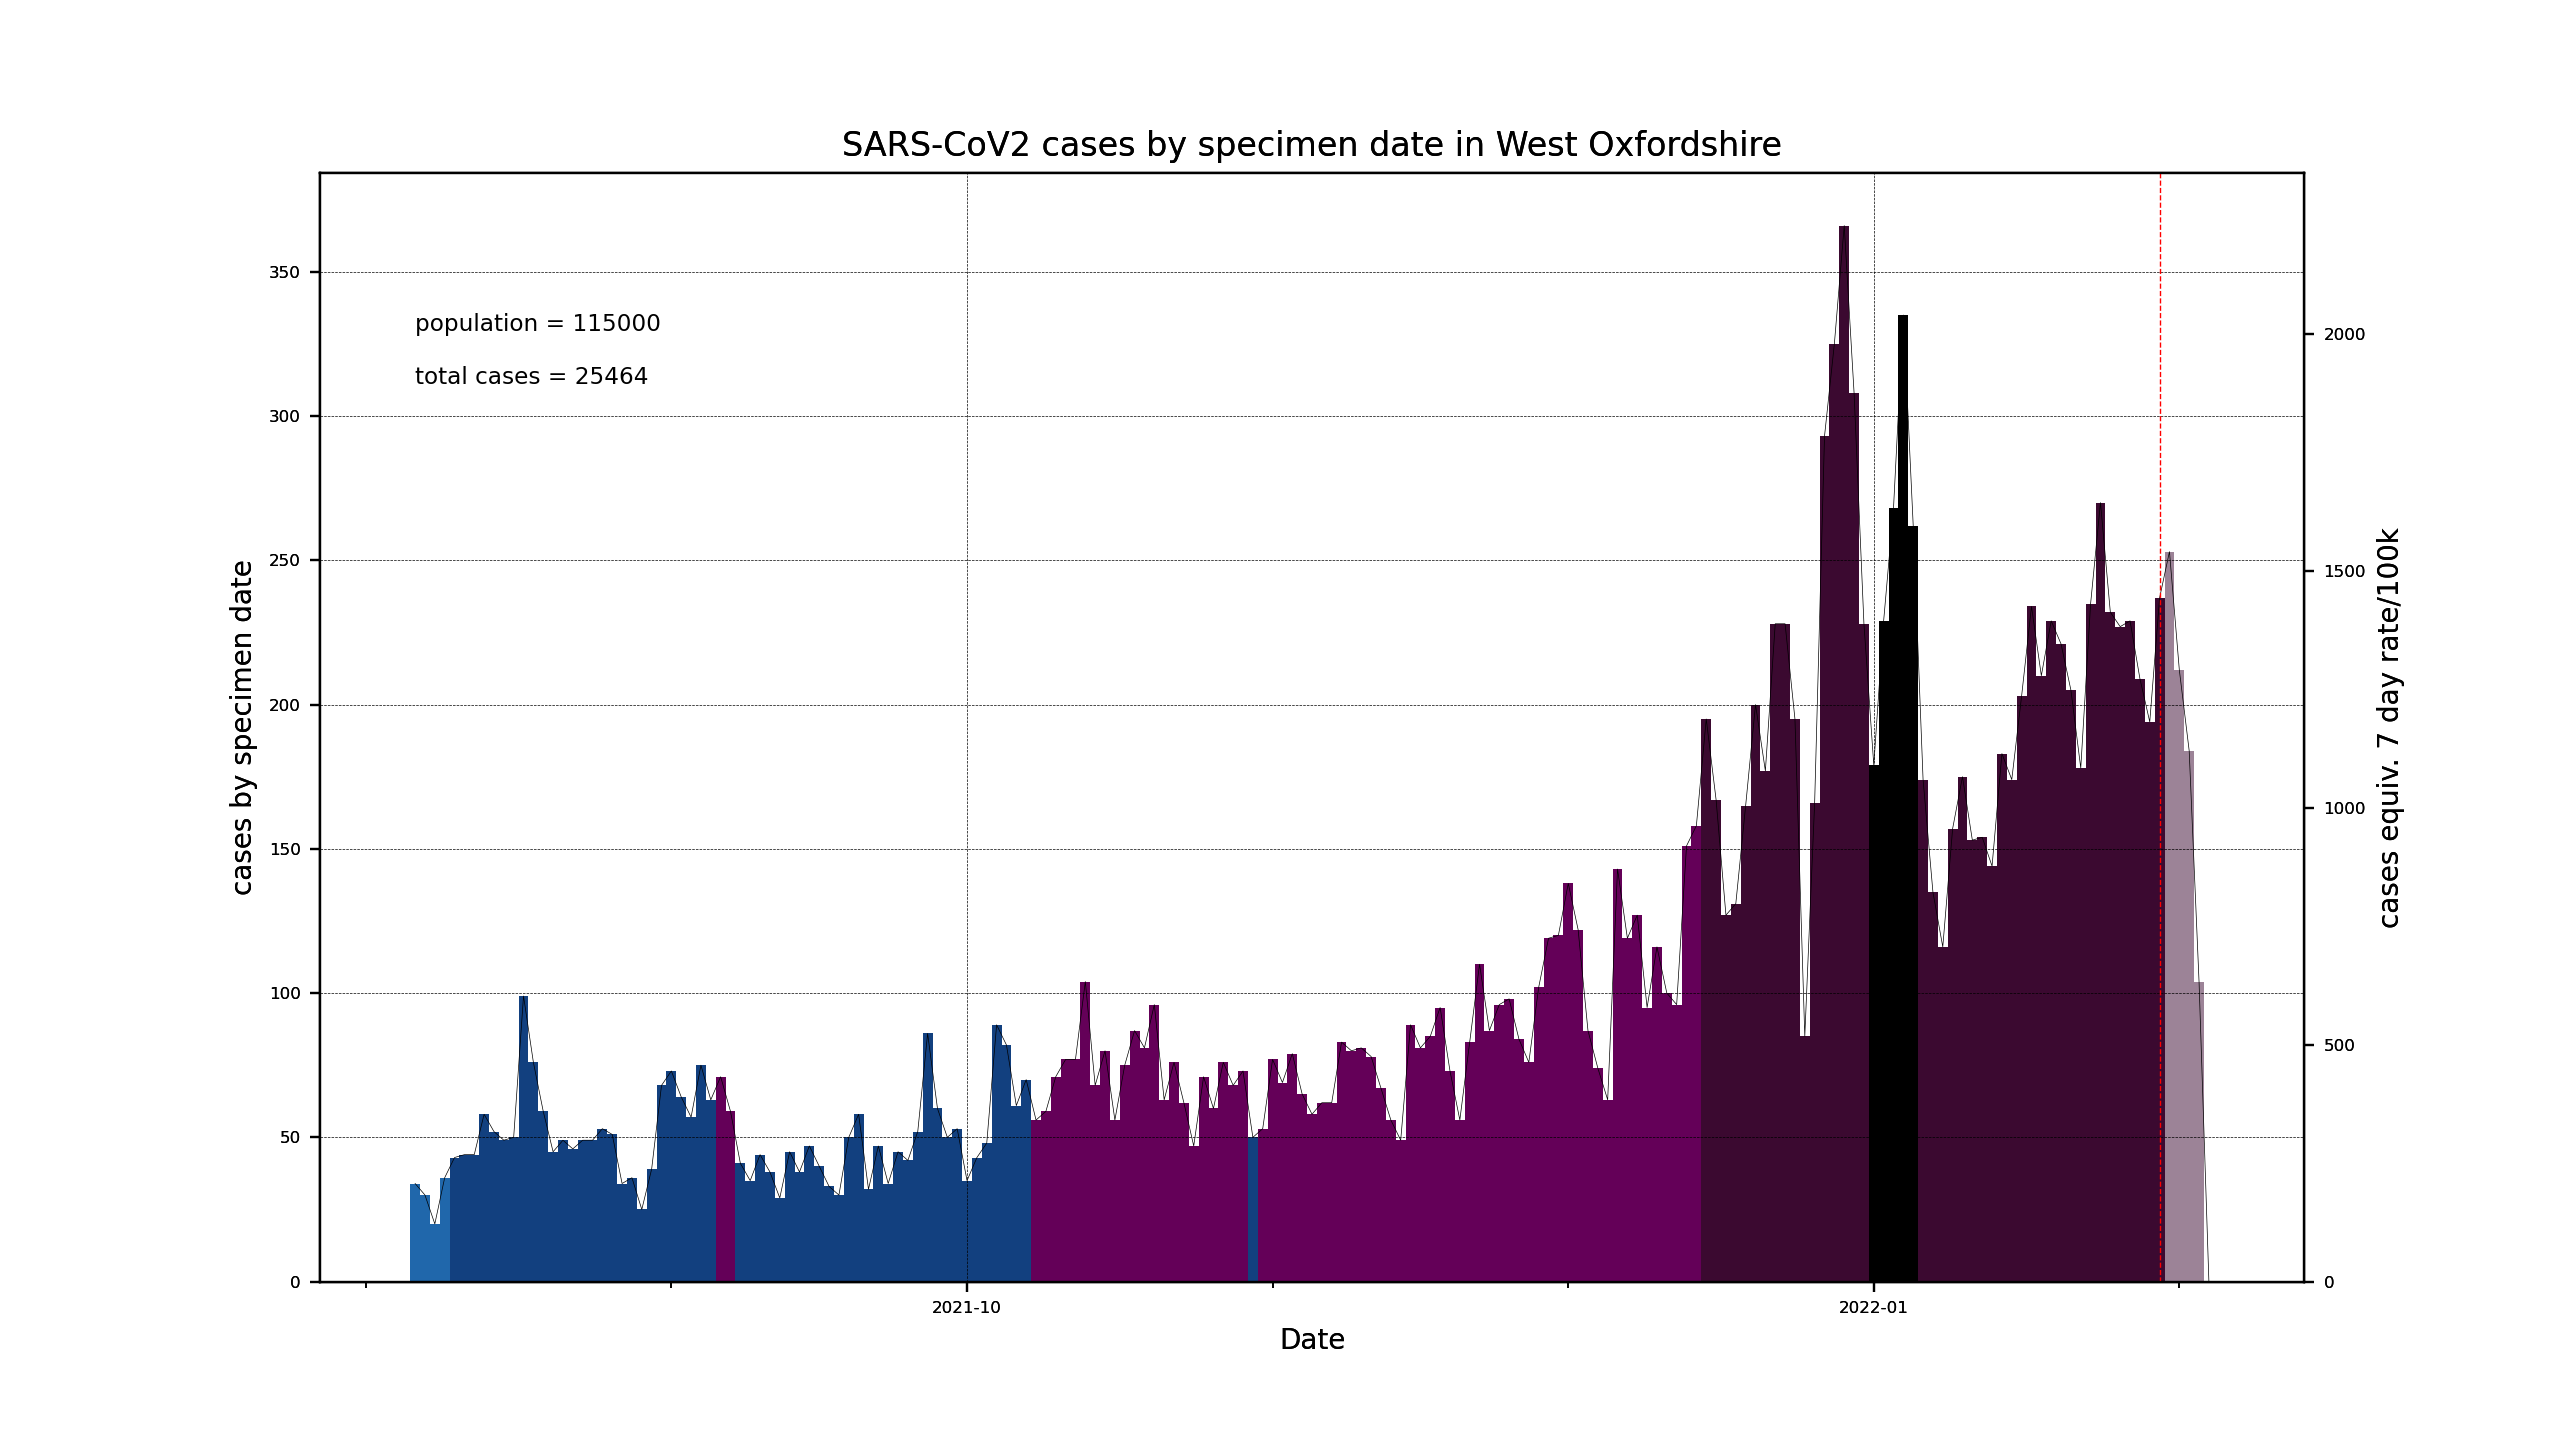 SARS-CoV2 cases by specimen date in West Oxfordshire
population = 115000
total cases = 25464
cases by specimen date
350
300
250
200
150
100
50
0
2000
1500
1000
500
0
cases equiv. 7 day rate/100k
2021-10
2022-01
Date